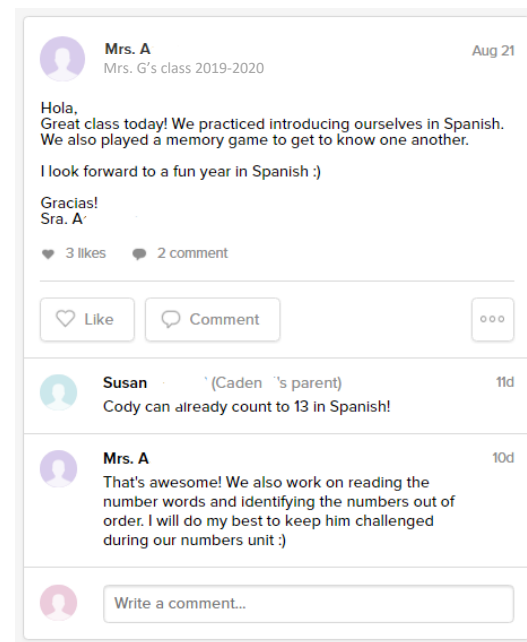 Mrs. A
Aug 21
Mrs. G's class 2019-2020
Hola,
Great class today! We practiced introducing ourselves in Spanish.
We also played a memory game to get to know one another.
I look forward to a fun year in Spanish :)
Gracias!
Sra. A
3 likes 2 comment
Like Comment
Susan (Caden 's parent) 11d
Cody can already count to 13 in Spanish!
Mrs. A 10d
That's awesome! We also work on reading the
number words and identifying the numbers out of
order. I will do my best to keep him challenged
during our numbers unit :)
Write a comment...